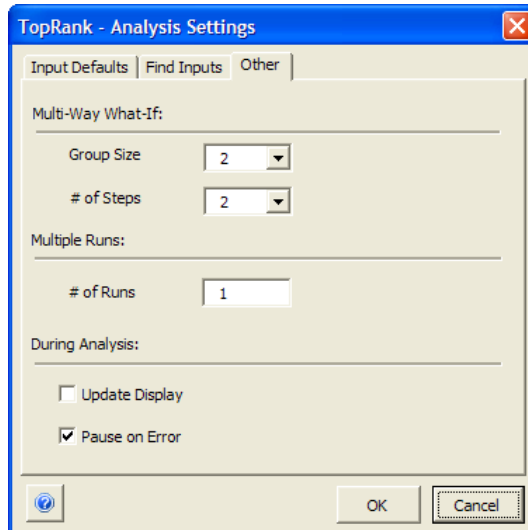 TopRank - Analysis Settings
Input Defaults Find Inputs Other
Multi-Way What-If:
Group Size 2
# of Steps 2
Multiple Runs:
# of Runs 1
During Analysis:
Update Display
Pause on Error
? OK Cancel